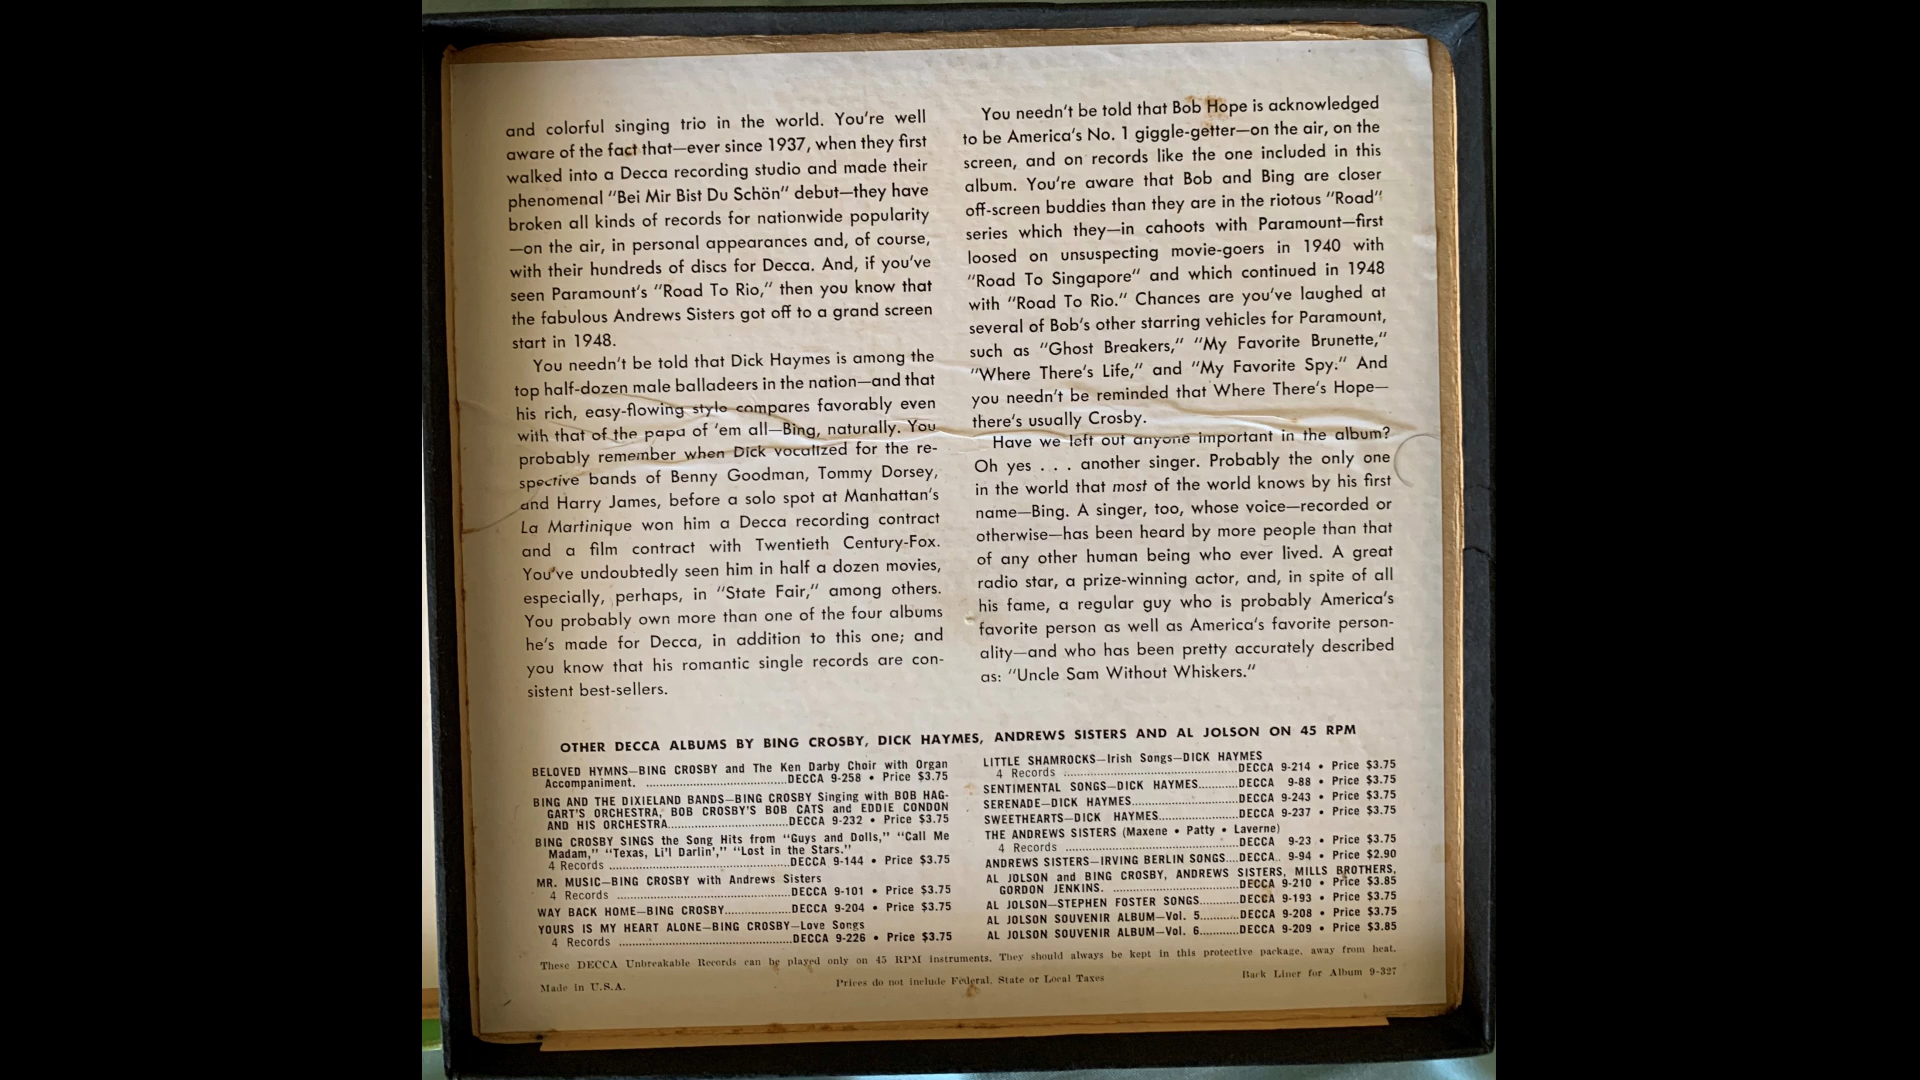 and colorful singing trio in the world. You're well
aware of the fact that—ever since 1937, when they first
walked into a Decca recording studio and made their
phenomenal "Bei Mir Bist Du Schön" debut—they have
broken all kinds of records for nationwide popularity
—on the air, in personal appearances and, of course,
with their hundreds of discs for Decca. And, if you've
seen Paramount's "Road To Rio," then you know that
the fabulous Andrews Sisters got off to a grand screen
start in 1948.
You needn't be told that Dick Haymes is among the
top half-dozen male balladeers in the nation—and that
his rich, easy-flowing style compares favorably even
with that of the papa of 'em all—Bing, naturally. You
probably remember when Dick vocalized for the re-
spective bands of Benny Goodman, Tommy Dorsey,
and Harry James, before a solo spot at Manhattan's
La Martinique won him a Decca recording contract
and a film contract with Twentieth Century-Fox.
You've undoubtedly seen him in half a dozen movies,
especially, perhaps, in "State Fair," among others.
You probably own more than one of the four albums
he's made for Decca, in addition to this one; and
you know that his romantic single records are con-
sistent best-sellers.
You needn't be told that Bob Hope is acknowledged
to be America's No. 1 giggle-getter—on the air, on the
screen, and on records like the one included in this
album. You're aware that Bob and Bing are closer
off-screen buddies than they are in the riotous "Road"
series which they—in cahoots with Paramount—first
loosed on unsuspecting movie-goers in 1940 with
"Road To Singapore" and which continued in 1948
with "Road To Rio." Chances are you've laughed at
several of Bob's other starring vehicles for Paramount,
such as "Ghost Breakers," "My Favorite Brunette,"
"Where There's Life," and "My Favorite Spy." And
you needn't be reminded that Where There's Hope—
there's usually Crosby.
Have we left out anyone important in the album?
Oh yes . . . another singer. Probably the only one
in the world that most of the world knows by his first
name—Bing. A singer, too, whose voice—recorded or
otherwise—has been heard by more people than that
of any other human being who ever lived. A great
radio star, a prize-winning actor, and, in spite of all
his fame, a regular guy who is probably America's
favorite person as well as America's favorite person-
ality—and who has been pretty accurately described
as: "Uncle Sam Without Whiskers."
OTHER DECCA ALBUMS BY BING CROSBY, DICK HAYMES, ANDREWS SISTERS AND AL JOLSON ON 45 RPM
BELOVED HYMNS—BING CROSBY and The Ken Darby Choir with Organ
Accompaniment. ........................DECCA 9-258 • Price $3.75
BING AND THE DIXIELAND BANDS—BING CROSBY Singing with BOB HAG-
GART'S ORCHESTRA, BOB CROSBY'S BOB CATS and EDDIE CONDON
AND HIS ORCHESTRA........................DECCA 9-232 • Price $3.75
BING CROSBY SINGS the Song Hits from "Guys and Dolls," "Call Me
Madam," "Texas, Li'l Darlin'," "Lost in the Stars."
4 Records ........................DECCA 9-144 • Price $3.75
MR. MUSIC—BING CROSBY with Andrews Sisters
4 Records ........................DECCA 9-101 • Price $3.75
WAY BACK HOME—BING CROSBY..............DECCA 9-204 • Price $3.75
YOURS IS MY HEART ALONE—BING CROSBY—Love Songs
4 Records ........................DECCA 9-226 • Price $3.75
LITTLE SHAMROCKS—Irish Songs—DICK HAYMES
4 Records ........................DECCA 9-214 • Price $3.75
SENTIMENTAL SONGS—DICK HAYMES..........DECCA 9-88 • Price $3.75
SERENADE—DICK HAYMES...................DECCA 9-243 • Price $3.75
SWEETHEARTS—DICK HAYMES................DECCA 9-237 • Price $3.75
THE ANDREWS SISTERS (Maxene • Patty • Laverne)
4 Records ........................DECCA 9-23 • Price $3.75
ANDREWS SISTERS—IRVING BERLIN SONGS....DECCA.. 9-94 • Price $2.90
AL JOLSON and BING CROSBY, ANDREWS SISTERS, MILLS BROTHERS,
GORDON JENKINS. ........................DECCA 9-210 • Price $3.85
AL JOLSON—STEPHEN FOSTER SONGS.........DECCA 9-193 • Price $3.75
AL JOLSON SOUVENIR ALBUM—Vol. 5........DECCA 9-208 • Price $3.75
AL JOLSON SOUVENIR ALBUM—Vol. 6........DECCA 9-209 • Price $3.85
These DECCA Unbreakable Records can be played only on 45 RPM instruments. They should always be kept in this protective package, away from heat.
Made in U.S.A. Prices do not include Federal, State or Local Taxes Back Liner for Album 9-327